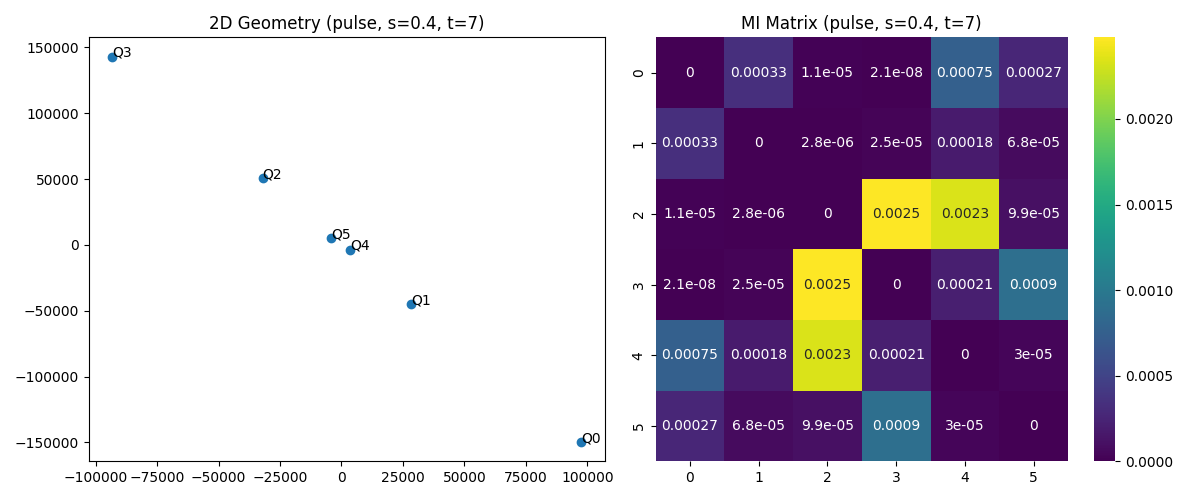 2D Geometry (pulse, s=0.4, t=7)
150000
100000
50000
0
-50000
-100000
-150000
Q3
Q2
Q5
Q4
Q1
Q0
-100000 -75000 -50000 -25000 0 25000 50000 75000 100000
MI Matrix (pulse, s=0.4, t=7)
0 0 0.00033 1.1e-05 2.1e-08 0.00075 0.00027
1 0.00033 0 2.8e-06 2.5e-05 0.00018 6.8e-05
2 1.1e-05 2.8e-06 0 0.0025 0.0023 9.9e-05
3 2.1e-08 2.5e-05 0.0025 0 0.00021 0.0009
4 0.00075 0.00018 0.0023 0.00021 0 3e-05
5 0.00027 6.8e-05 9.9e-05 0.0009 3e-05 0
0 1 2 3 4 5
0.0020
0.0015
0.0010
0.0005
0.0000